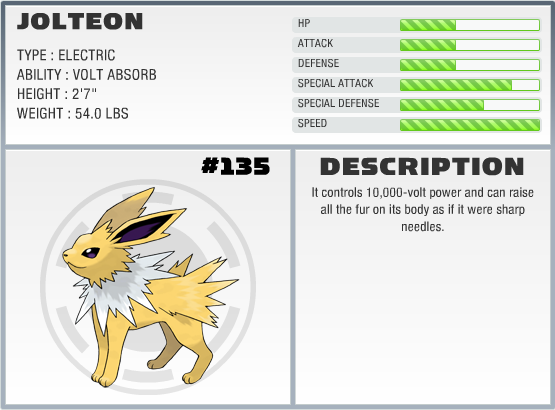 JOLTEON
TYPE : ELECTRIC
ABILITY : VOLT ABSORB
HEIGHT : 2'7"
WEIGHT : 54.0 LBS
HP
ATTACK
DEFENSE
SPECIAL ATTACK
SPECIAL DEFENSE
SPEED
#135
DESCRIPTION
It controls 10,000-volt power and can raise
all the fur on its body as if it were sharp
needles.